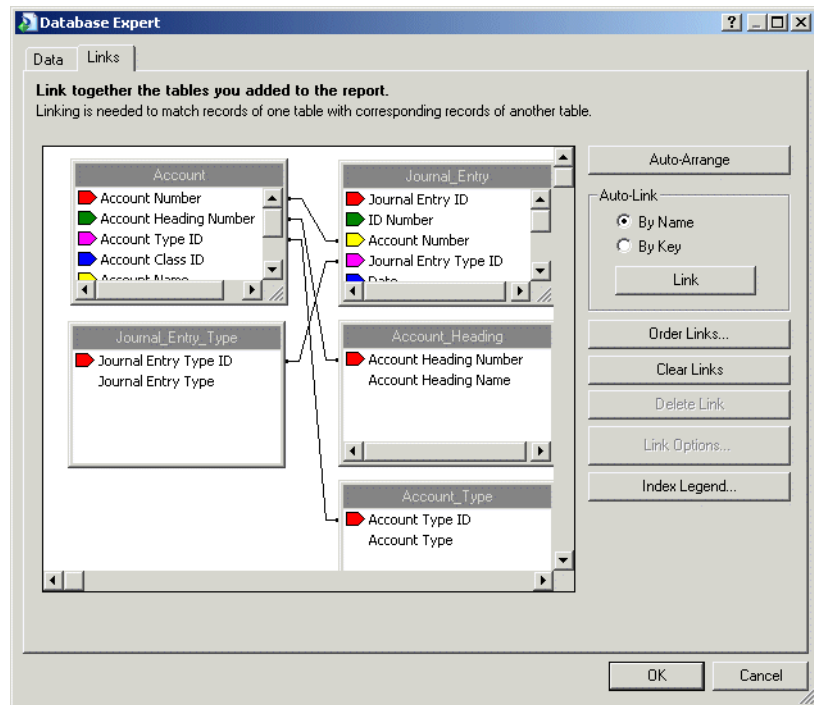 Database Expert
Data Links
Link together the tables you added to the report.
Linking is needed to match records of one table with corresponding records of another table.
Account
Account Number
Account Heading Number
Account Type ID
Account Class ID
Account Name
Journal_Entry
Journal Entry ID
ID Number
Account Number
Journal Entry Type ID
Date
Journal_Entry_Type
Journal Entry Type ID
Journal Entry Type
Account_Heading
Account Heading Number
Account Heading Name
Account_Type
Account Type ID
Account Type
Auto-Arrange
Auto-Link
By Name
By Key
Link
Order Links...
Clear Links
Delete Link
Link Options...
Index Legend...
OK Cancel